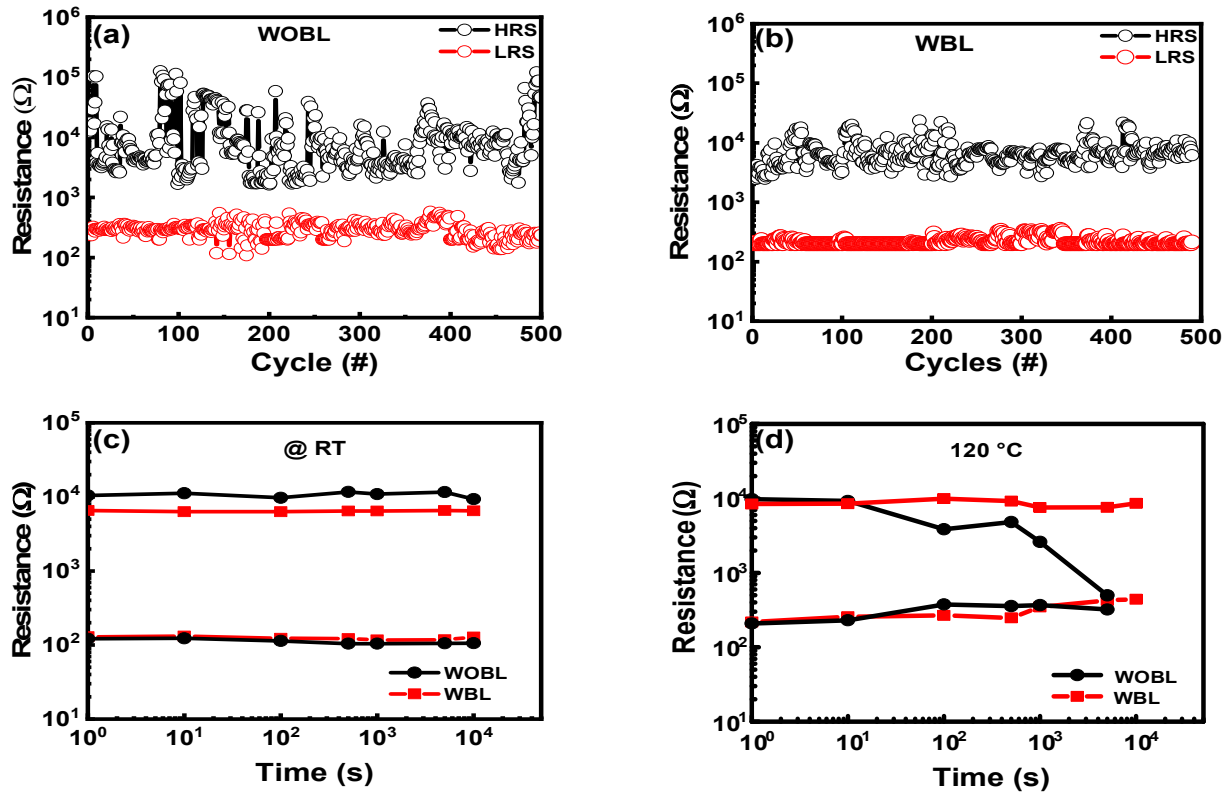 (a) WOBL HRS LRS
10⁶
10⁵
10⁴
10³
10²
10¹
Resistance (Ω)
0 100 200 300 400 500
Cycle (#)
(b) WBL HRS LRS
10⁶
10⁵
10⁴
10³
10²
10¹
Resistance (Ω)
0 100 200 300 400 500
Cycles (#)
(c) @ RT
10⁵
10⁴
10³
10²
10¹
Resistance (Ω)
WOBL
WBL
10⁰ 10¹ 10² 10³ 10⁴
Time (s)
(d) 120 °C
10⁵
10⁴
10³
10²
10¹
Resistance (Ω)
WOBL
WBL
10⁰ 10¹ 10² 10³ 10⁴
Time (s)